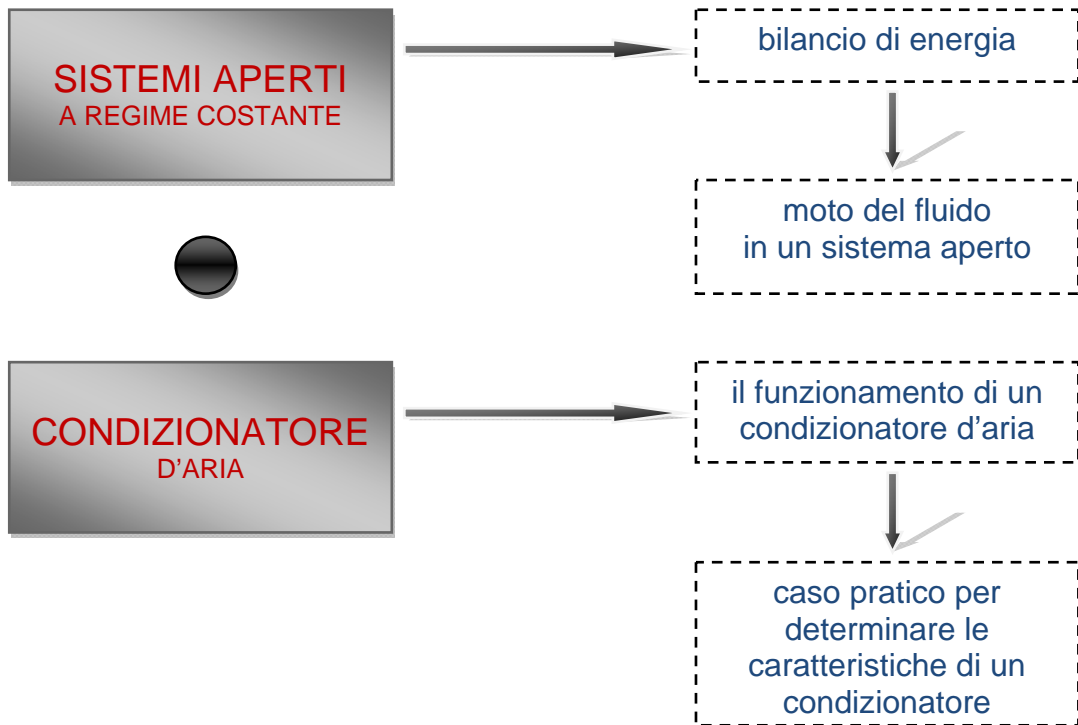 SISTEMI APERTI
A REGIME COSTANTE
bilancio di energia
moto del fluido
in un sistema aperto
CONDIZIONATORE
D’ARIA
il funzionamento di un
condizionatore d’aria
caso pratico per
determinare le
caratteristiche di un
condizionatore